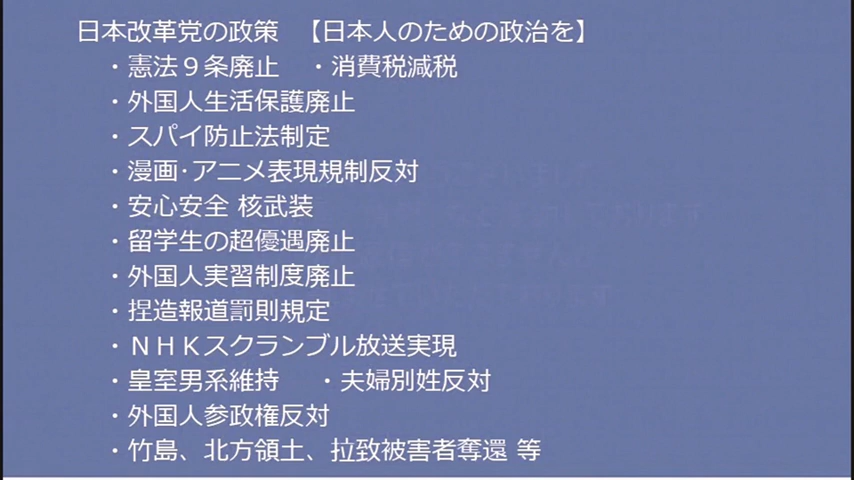 日本改革党の政策　【日本人のための政治を】
・憲法９条廃止　・消費税減税
・外国人生活保護廃止
・スパイ防止法制定
・漫画･アニメ表現規制反対
・安心安全 核武装
・留学生の超優遇廃止
・外国人実習制度廃止
・捏造報道罰則規定
・ＮＨＫスクランブル放送実現
・皇室男系維持　・夫婦別姓反対
・外国人参政権反対
・竹島、北方領土、拉致被害者奪還 等